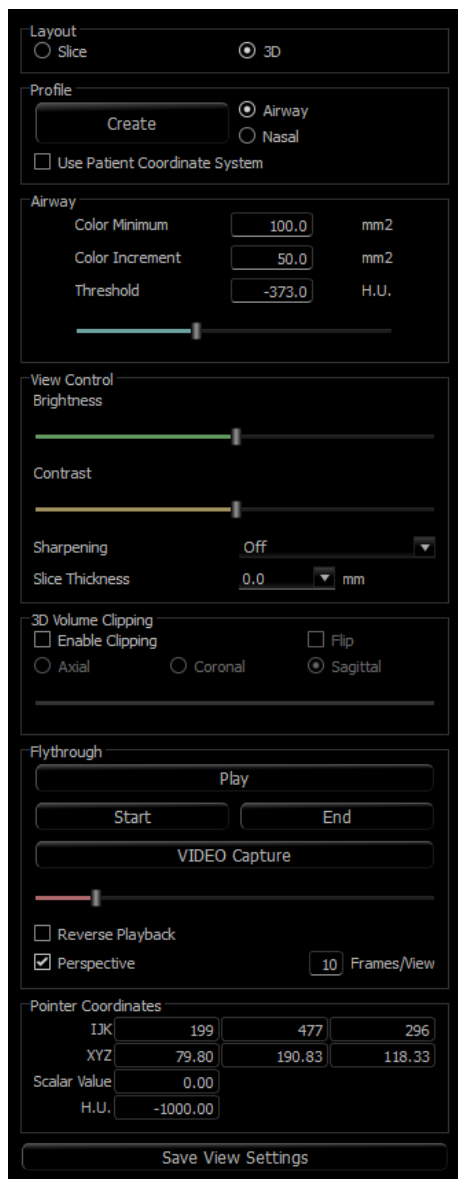 Layout
Slice 3D
Profile
Create Airway
Nasal
Use Patient Coordinate System
Airway
Color Minimum 100.0 mm2
Color Increment 50.0 mm2
Threshold -373.0 H.U.
View Control
Brightness
Contrast
Sharpening Off
Slice Thickness 0.0 mm
3D Volume Clipping
Enable Clipping Flip
Axial Coronal Sagittal
Flythrough
Play
Start End
VIDEO Capture
Reverse Playback
Perspective 10 Frames/View
Pointer Coordinates
IJK 199 477 296
XYZ 79.80 190.83 118.33
Scalar Value 0.00
H.U. -1000.00
Save View Settings